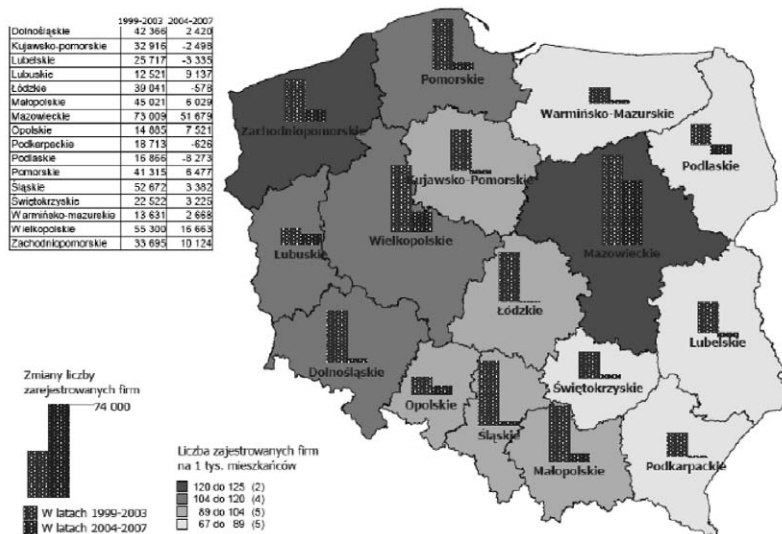 1999-2003 2004-2007
Dolnośląskie 42 366 2 420
Kujawsko-pomorskie 32 916 -2 498
Lubelskie 25 717 -3 335
Lubuskie 12 521 9 137
Łódzkie 39 041 -576
Małopolskie 45 021 6 029
Mazowieckie 73 009 51 679
Opolskie 14 885 7 521
Podkarpackie 18 713 -626
Podlaskie 16 866 -8 273
Pomorskie 41 315 6 477
Śląskie 52 672 3 382
Świętokrzyskie 22 522 3 225
Warmińsko-mazurskie 13 631 2 668
Wielkopolskie 55 300 16 663
Zachodniopomorskie 33 695 10 124
Pomorskie
Warmińsko-Mazurskie
Zachodniopomorskie
Podlaskie
Kujawsko-Pomorskie
Wielkopolskie
Mazowieckie
Lubuskie
Łódzkie
Lubelskie
Dolnośląskie
Świętokrzyskie
Opolskie
Śląskie
Małopolskie
Podkarpackie
Zmiany liczby
zarejestrowanych firm
74 000
W latach 1999-2003
W latach 2004-2007
Liczba zajestrowanych firm
na 1 tys. mieszkańców
120 do 125 (2)
104 do 120 (4)
89 do 104 (5)
67 do 89 (5)